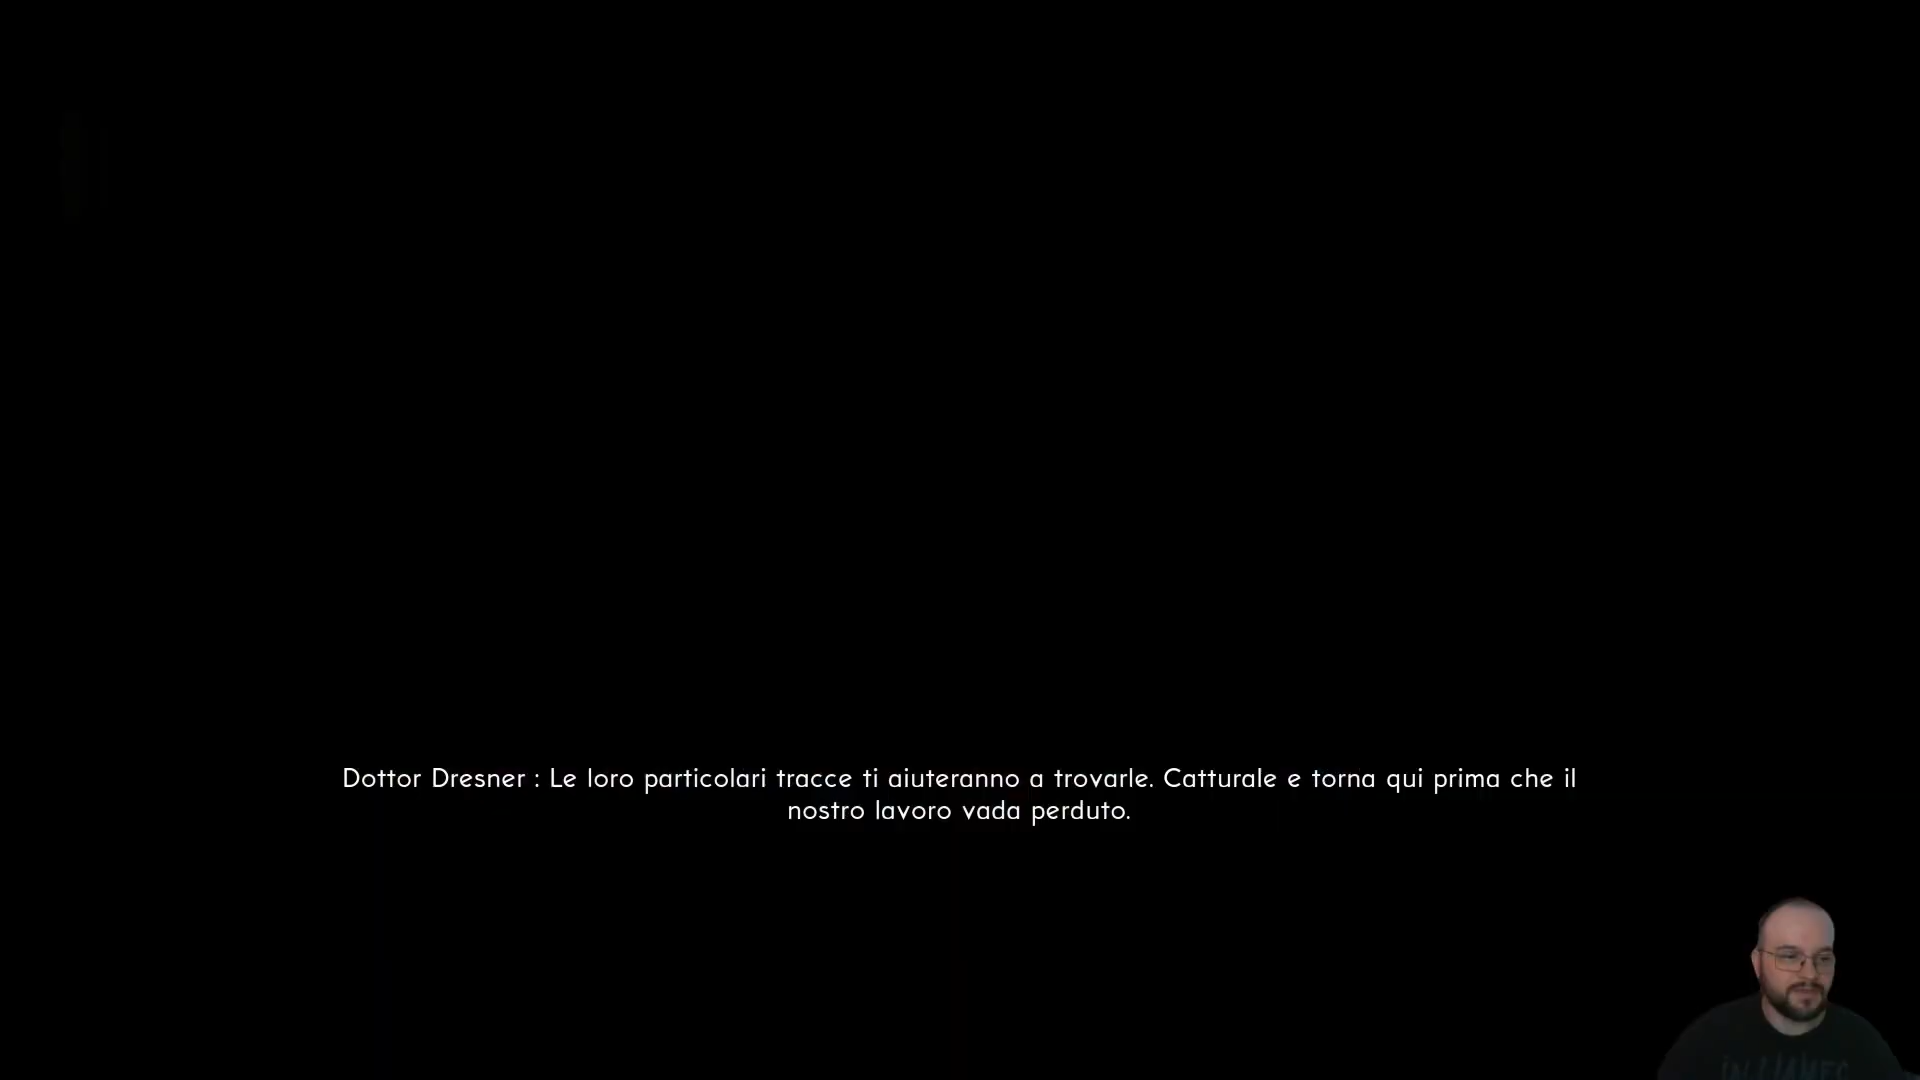 Dottor Dresner : Le loro particolari tracce ti aiuteranno a trovarle. Catturale e torna qui prima che il
nostro lavoro vada perduto.